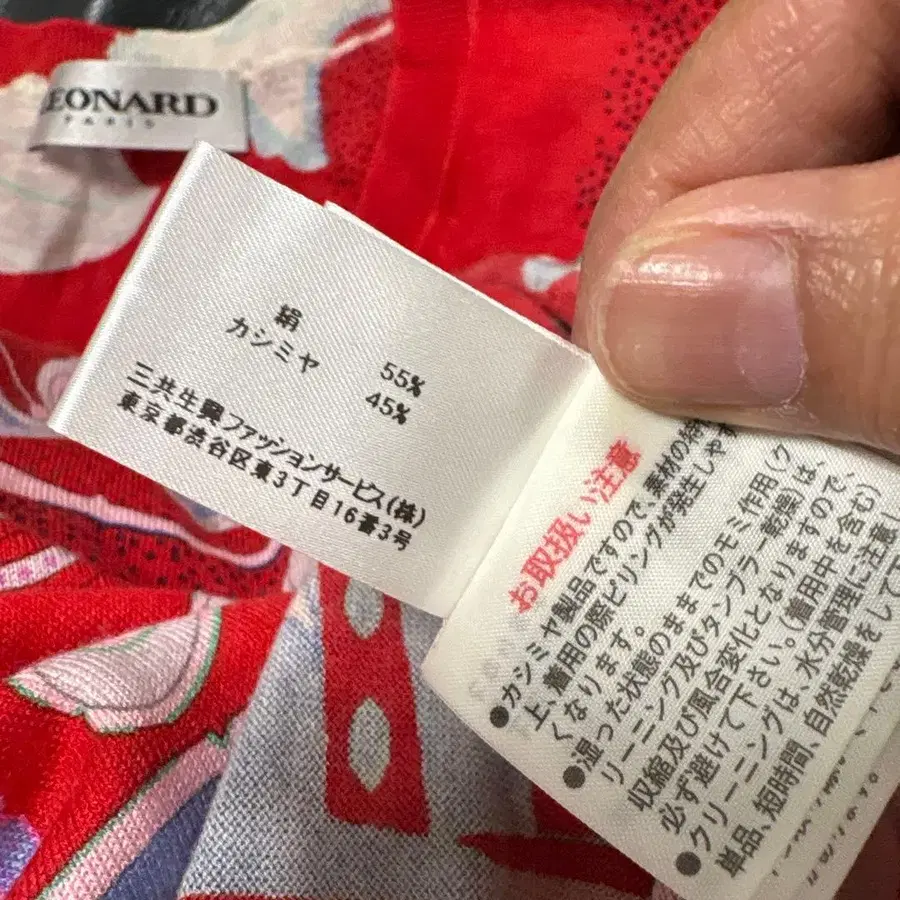 LEONARD
PARIS
絹 55%
カシミヤ 45%
三共生興ファッションサービス(株)
東京都渋谷区東3丁目16番3号
お取扱い注意
●カシミヤ製品ですので、素材の特
上、着用の際ピリングが発生しやす
くなります。
●湿った状態のままでのモミ作用(ク
リーニング及びタンブラー乾燥)は、
収縮及び風合変化となりますので、
必ず避けて下さい。(着用中を含む)
●クリーニングは、水分管理に注意し
単品、短時間、自然乾燥をして下